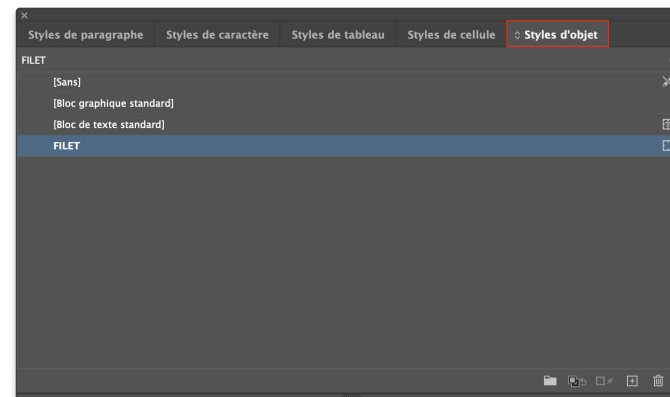 Styles de paragraphe Styles de caractère Styles de tableau Styles de cellule Styles d'objet
FILET
[Sans]
[Bloc graphique standard]
[Bloc de texte standard]
FILET